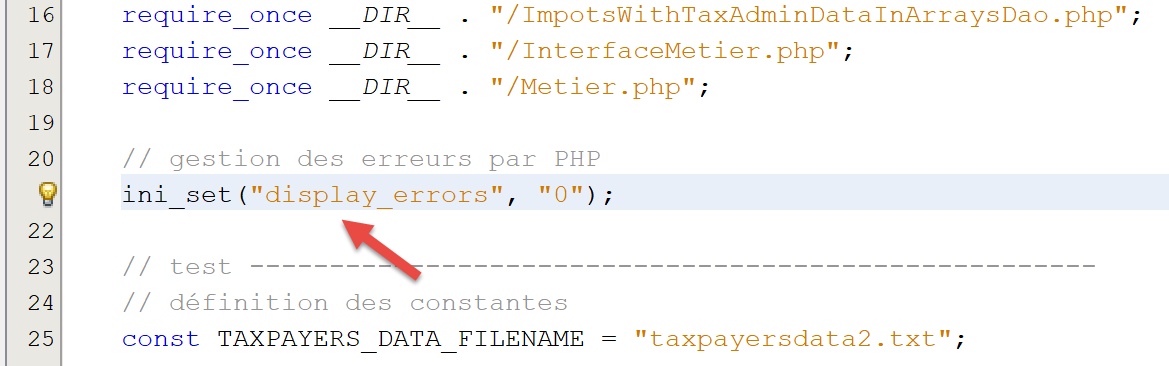 16 require_once __DIR__ . "/ImpotsWithTaxAdminDataInArraysDao.php";
17 require_once __DIR__ . "/InterfaceMetier.php";
18 require_once __DIR__ . "/Metier.php";
19
20 // gestion des erreurs par PHP
ini_set("display_errors", "0");
22
23 // test -----------------------------------------------------
24 // définition des constantes
25 const TAXPAYERS_DATA_FILENAME = "taxpayersdata2.txt";